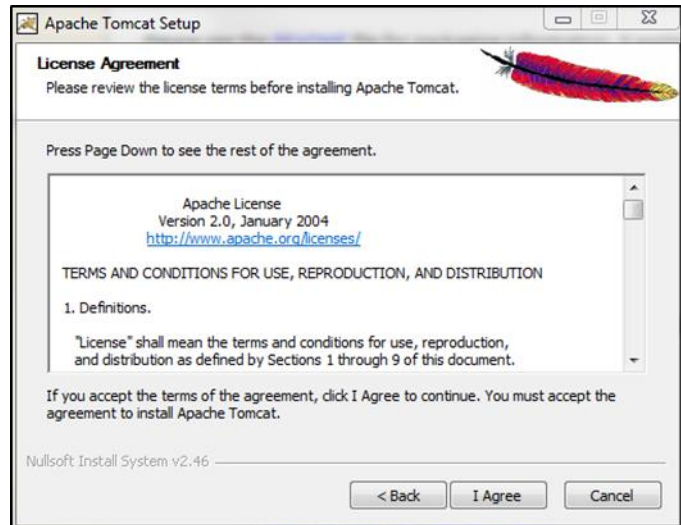 Apache Tomcat Setup
License Agreement
Please review the license terms before installing Apache Tomcat.
Press Page Down to see the rest of the agreement.
Apache License
Version 2.0, January 2004
http://www.apache.org/licenses/
TERMS AND CONDITIONS FOR USE, REPRODUCTION, AND DISTRIBUTION
1. Definitions.
"License" shall mean the terms and conditions for use, reproduction,
and distribution as defined by Sections 1 through 9 of this document.
If you accept the terms of the agreement, click I Agree to continue. You must accept the
agreement to install Apache Tomcat.
Nullsoft Install System v2.46
< Back I Agree Cancel